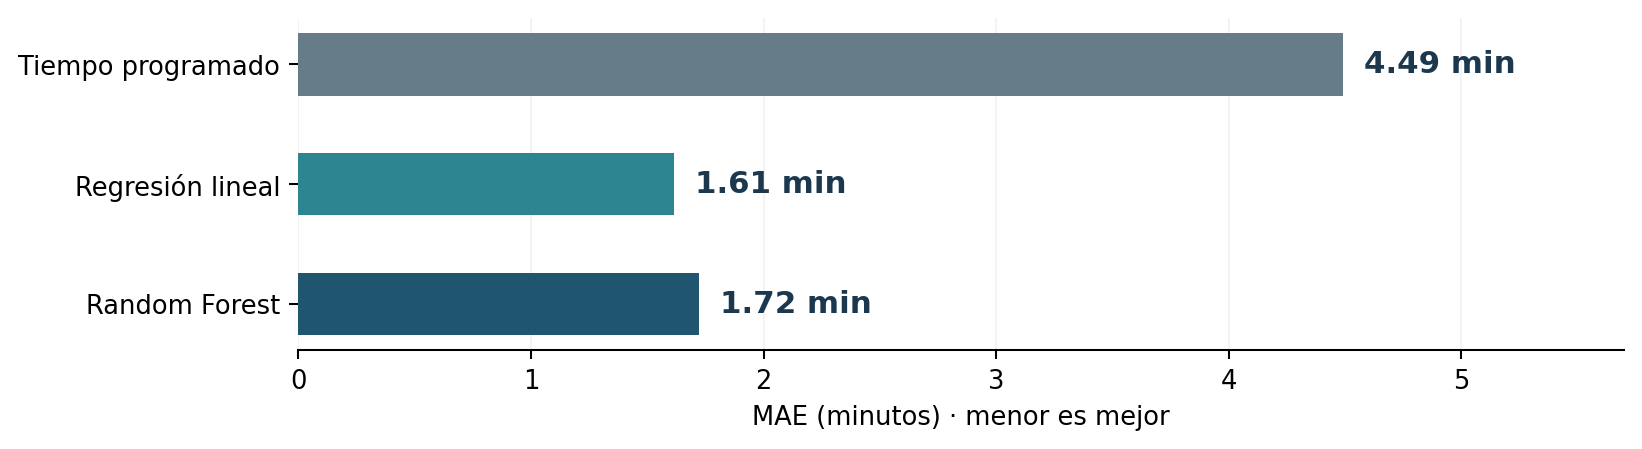 Tiempo programado 4.49 min
Regresión lineal 1.61 min
Random Forest 1.72 min
0 1 2 3 4 5
MAE (minutos) · menor es mejor